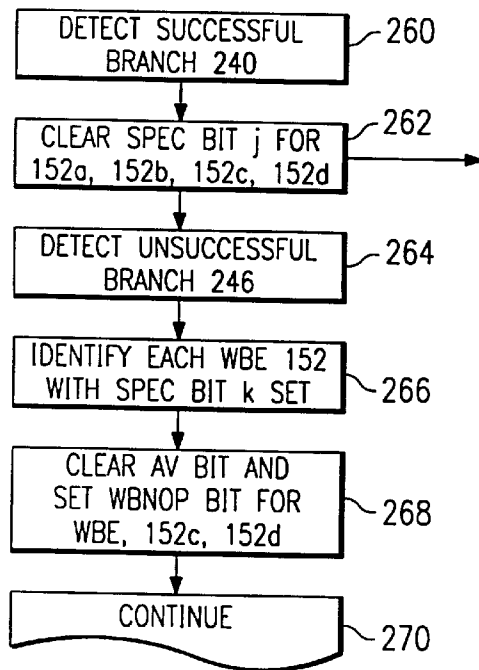 DETECT SUCCESSFUL
BRANCH 240
260
CLEAR SPEC BIT j FOR
152a, 152b, 152c, 152d
262
DETECT UNSUCCESSFUL
BRANCH 246
264
IDENTIFY EACH WBE 152
WITH SPEC BIT k SET
266
CLEAR AV BIT AND
SET WBNOP BIT FOR
WBE, 152c, 152d
268
CONTINUE
270